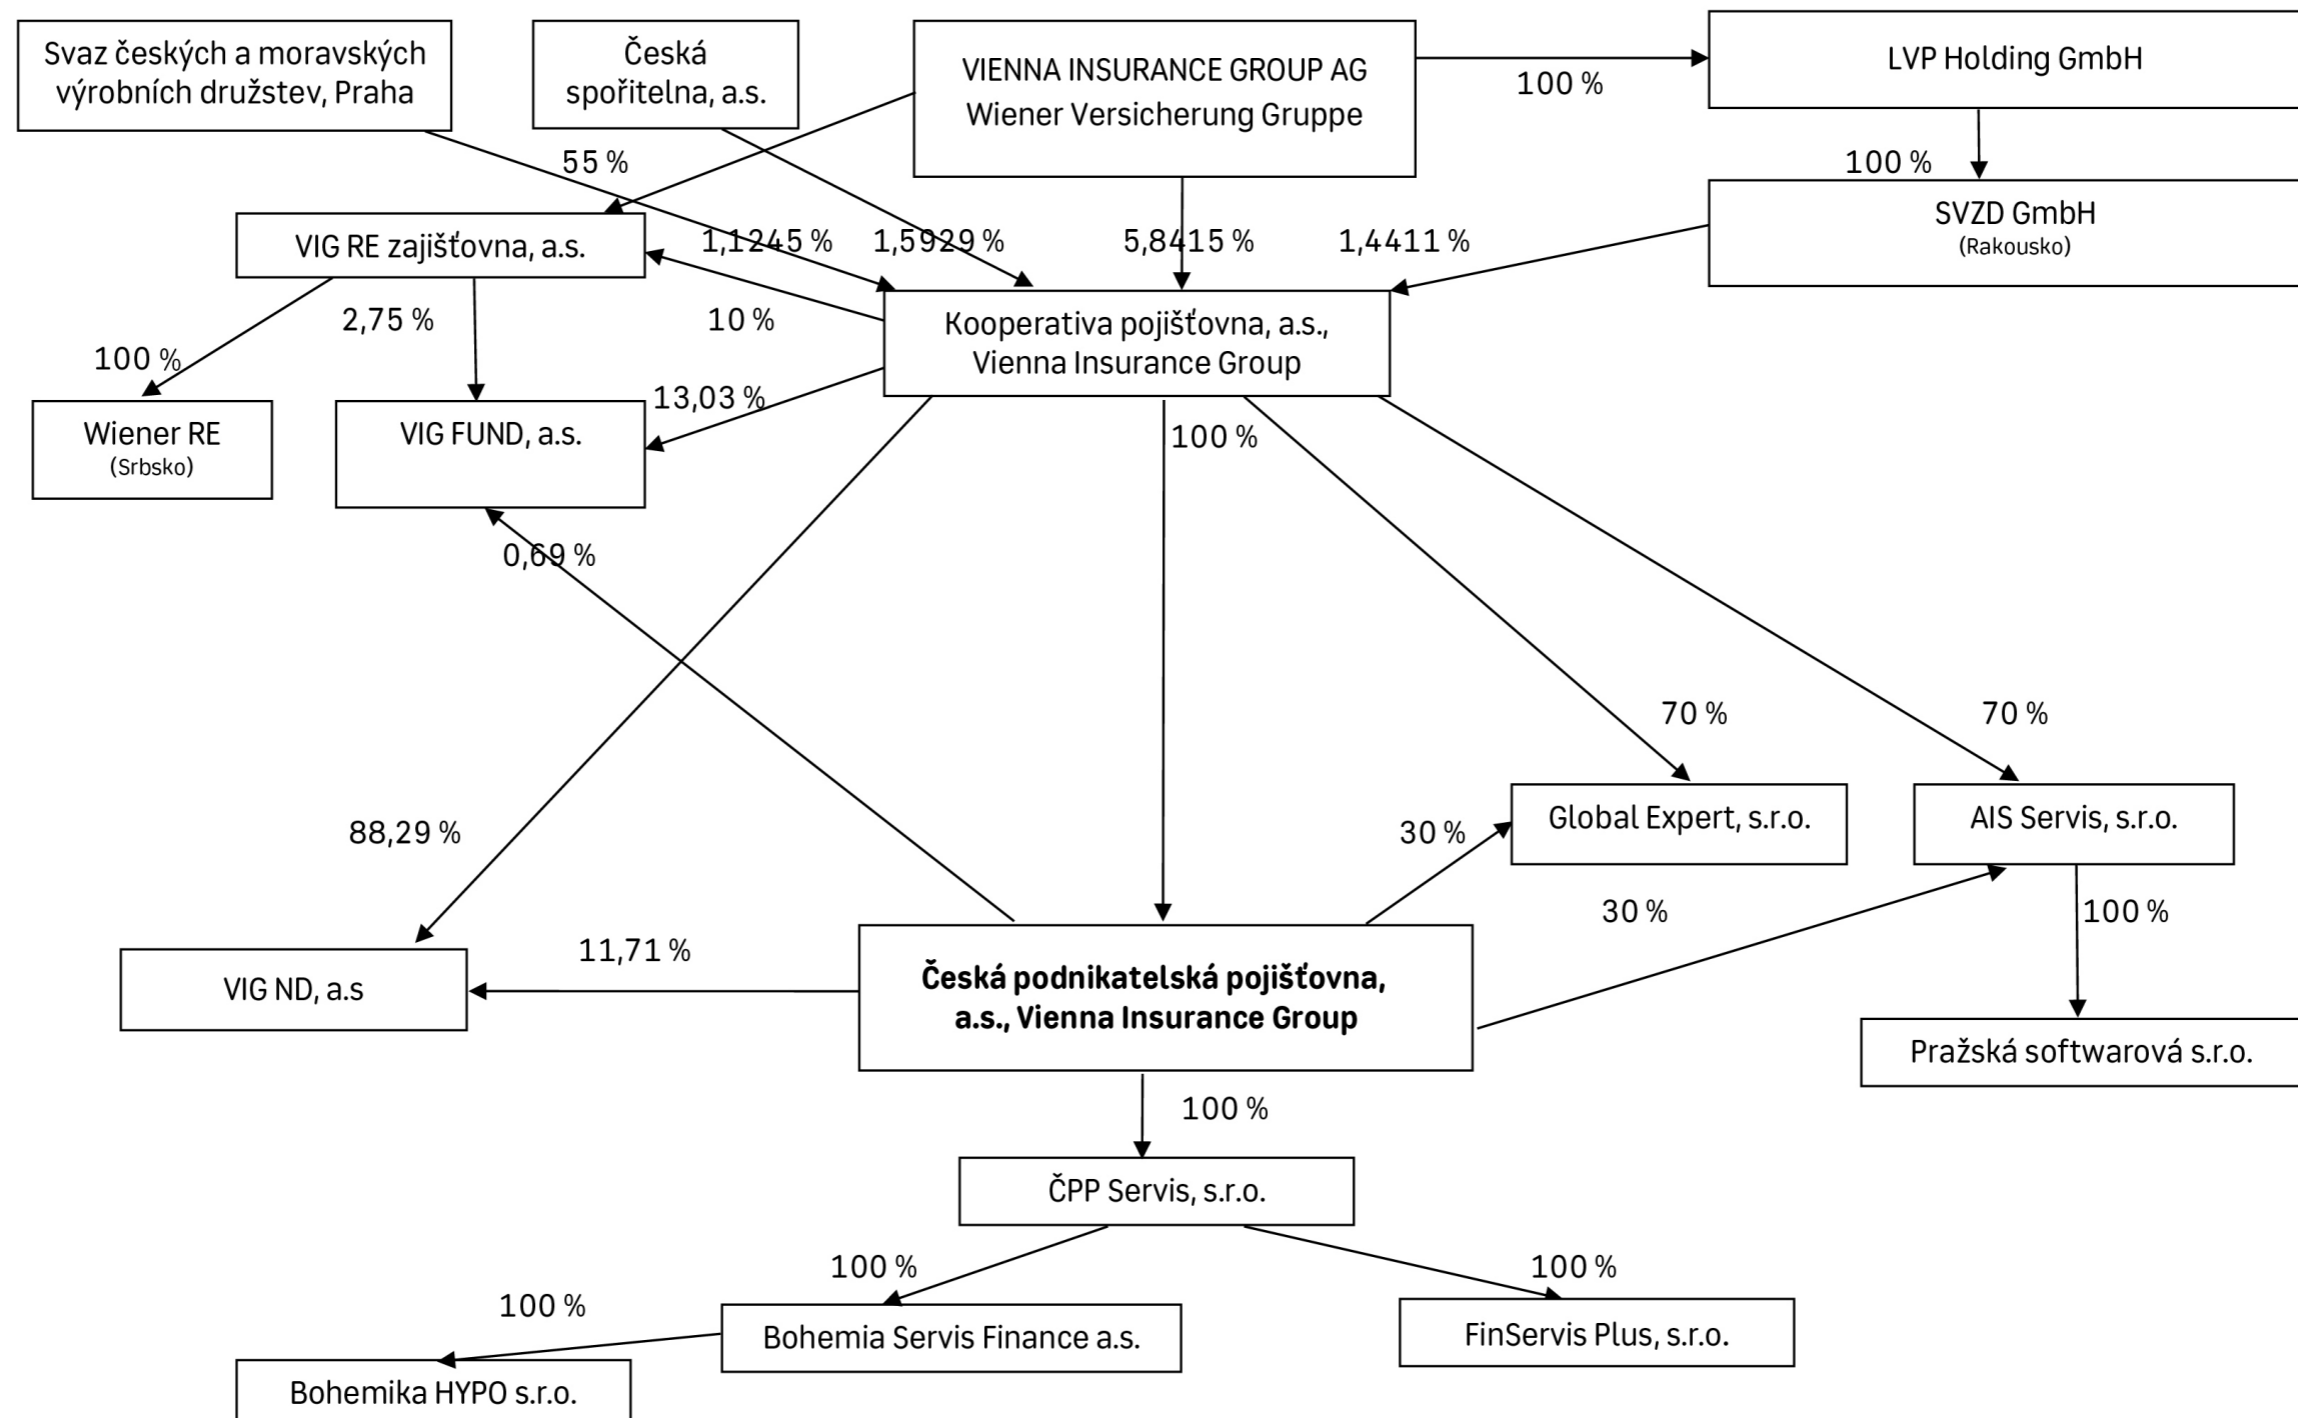 Svaz českých a moravských
výrobních družstev, Praha
Česká
spořitelna, a.s.
VIENNA INSURANCE GROUP AG
Wiener Versicherung Gruppe
100 %
LVP Holding GmbH
55 %
100 %
SVZD GmbH
(Rakousko)
VIG RE zajišťovna, a.s.
1,1245 %
1,5929 %
5,8415 %
1,4411 %
2,75 %
10 %
Kooperativa pojišťovna, a.s.,
Vienna Insurance Group
100 %
13,03 %
Wiener RE
(Srbsko)
VIG FUND, a.s.
100 %
0,69 %
70 %
70 %
88,29 %
30 %
Global Expert, s.r.o.
AIS Servis, s.r.o.
30 %
100 %
11,71 %
VIG ND, a.s
Česká podnikatelská pojišťovna,
a.s., Vienna Insurance Group
Pražská softwarová s.r.o.
100 %
ČPP Servis, s.r.o.
100 %
100 %
100 %
Bohemia Servis Finance a.s.
FinServis Plus, s.r.o.
Bohemika HYPO s.r.o.